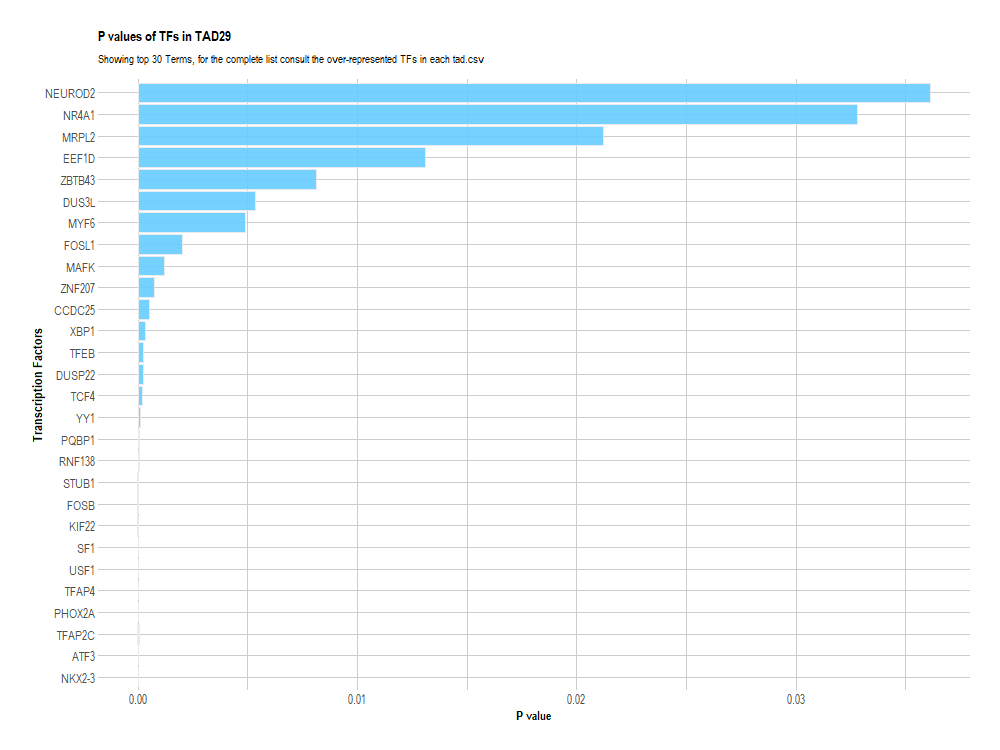 P values of TFs in TAD29
Showing top 30 Terms, for the complete list consult the over-represented TFs in each tad.csv
NEUROD2
NR4A1
MRPL2
EEF1D
ZBTB43
DUS3L
MYF6
FOSL1
MAFK
ZNF207
CCDC25
XBP1
TFEB
DUSP22
TCF4
YY1
PQBP1
RNF138
STUB1
FOSB
KIF22
SF1
USF1
TFAP4
PHOX2A
TFAP2C
ATF3
NKX2-3
Transcription Factors
0.00 0.01 0.02 0.03
P value